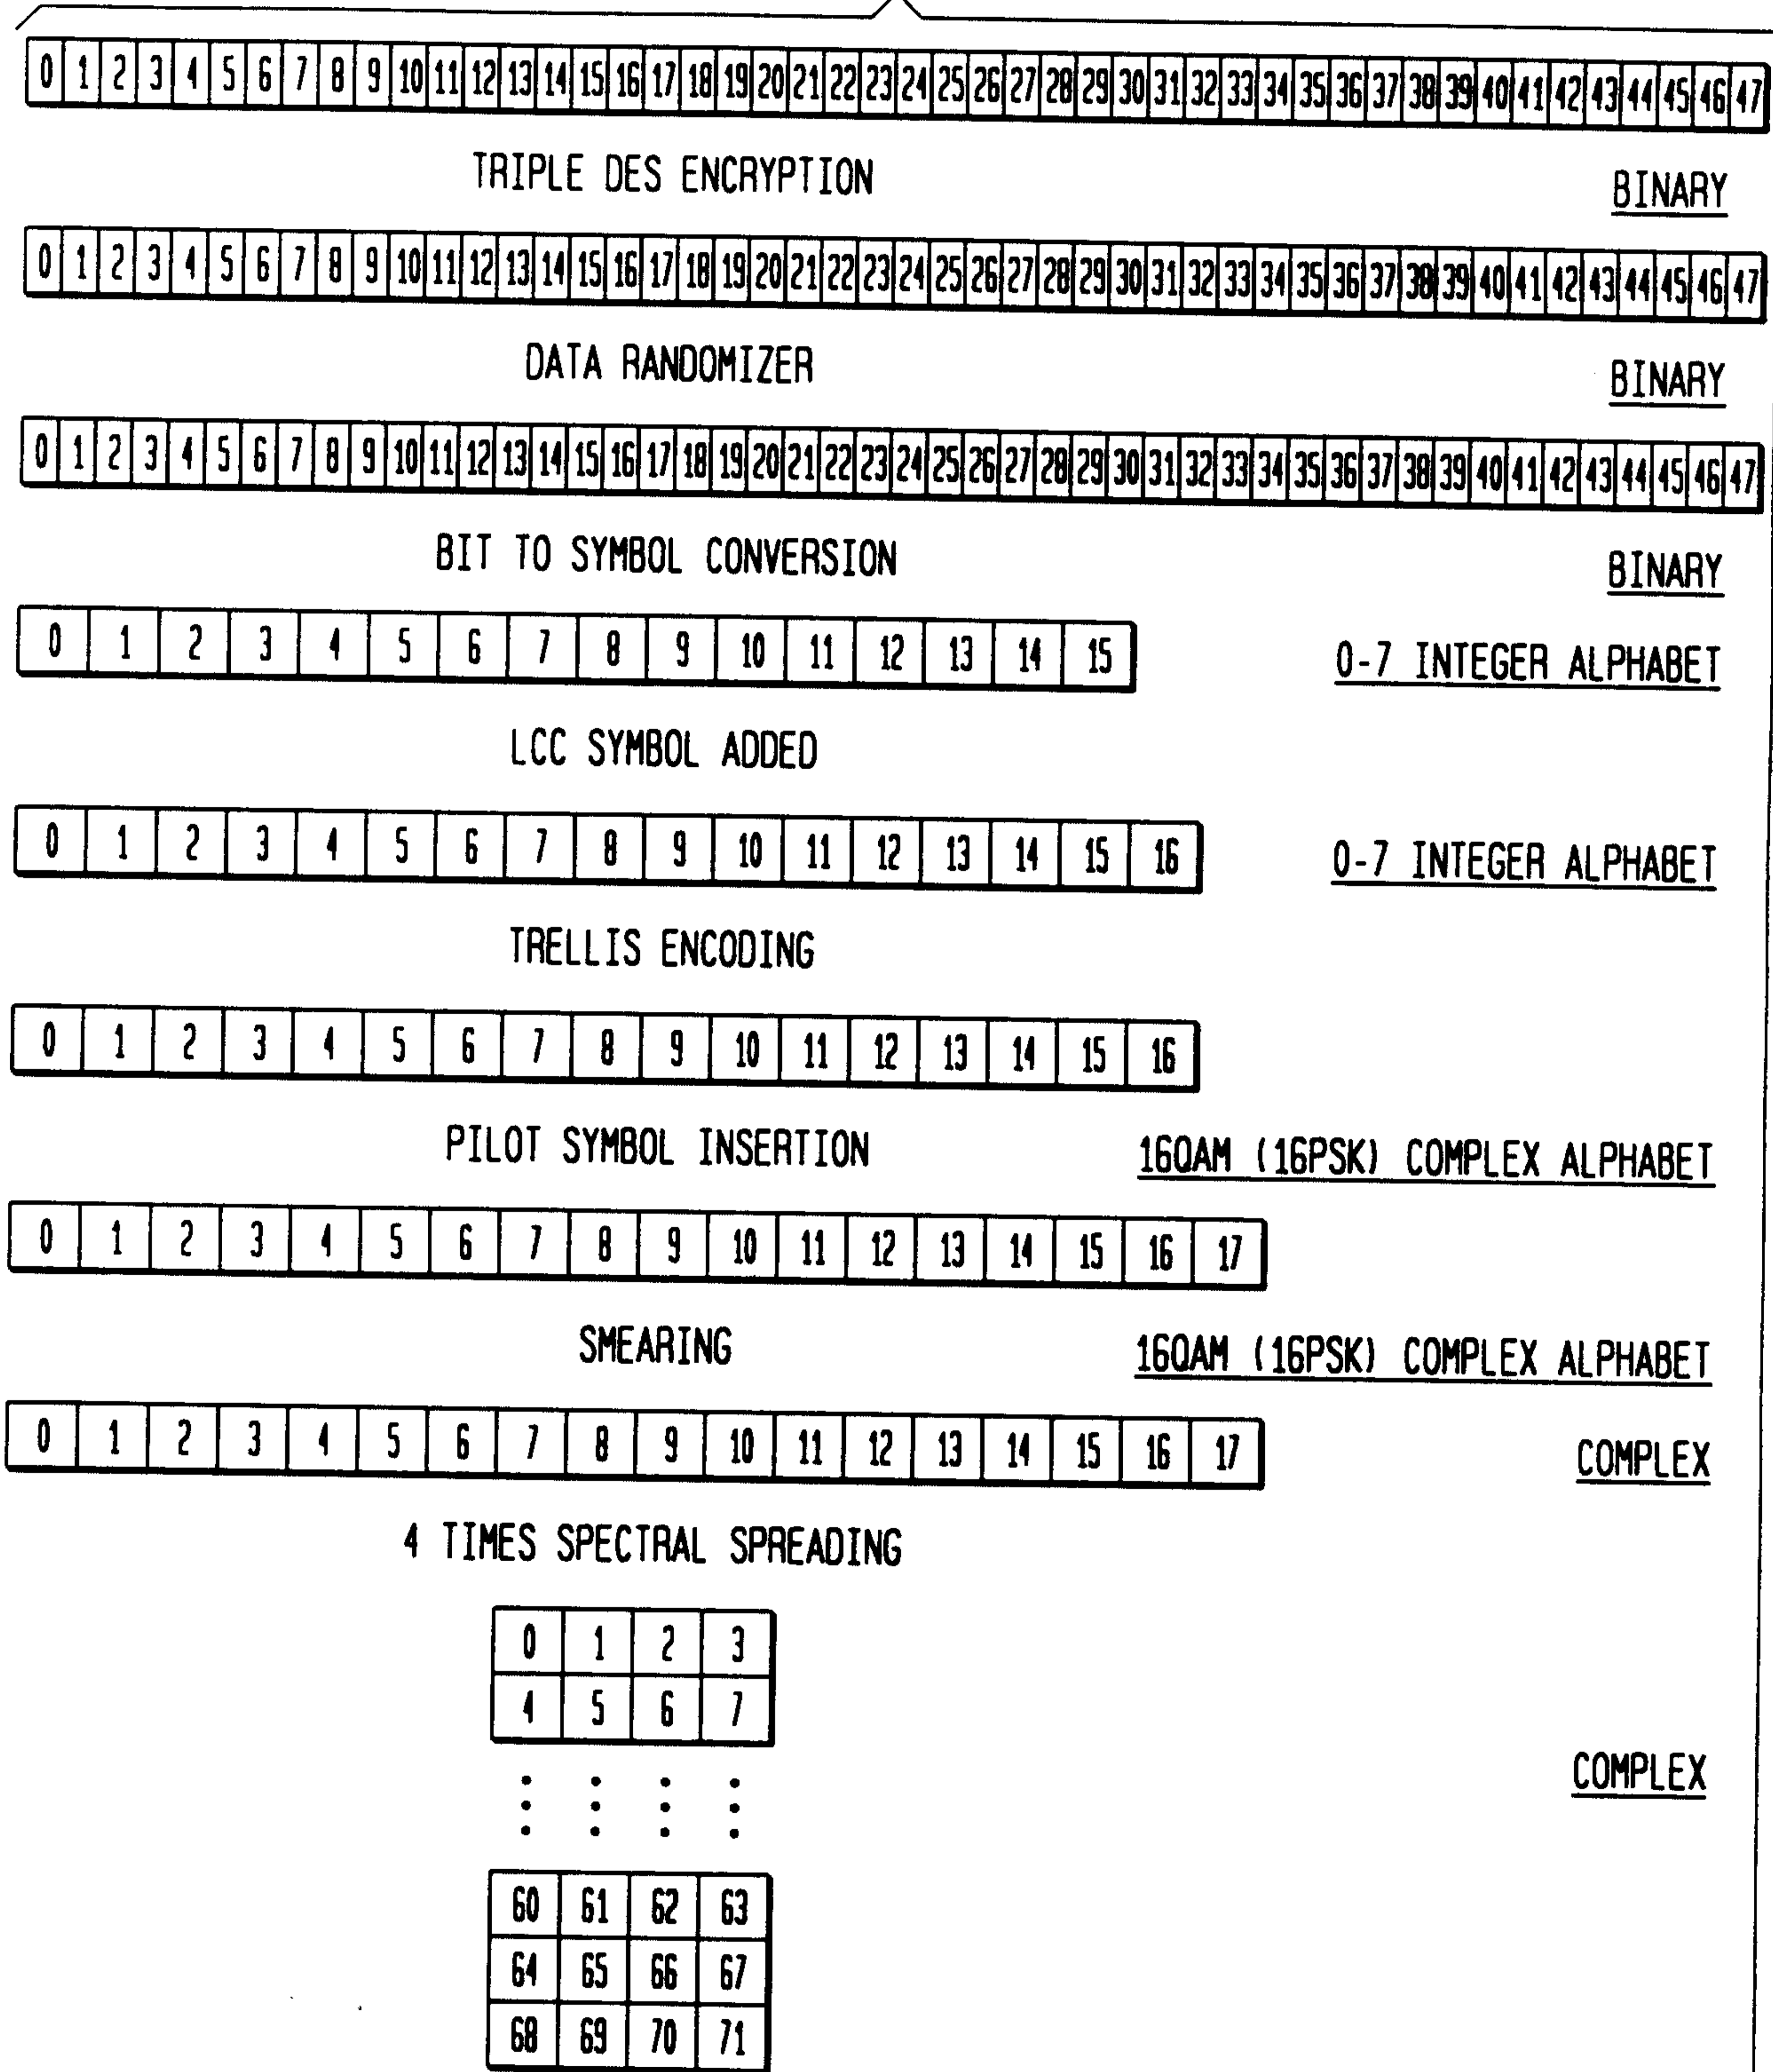 0 1 2 3 4 5 6 7 8 9 10 11 12 13 14 15 16 17 18 19 20 21 22 23 24 25 26 27 28 29 30 31 32 33 34 35 36 37 38 39 40 41 42 43 44 45 46 47
TRIPLE DES ENCRYPTION BINARY
0 1 2 3 4 5 6 7 8 9 10 11 12 13 14 15 16 17 18 19 20 21 22 23 24 25 26 27 28 29 30 31 32 33 34 35 36 37 38 39 40 41 42 43 44 45 46 47
DATA RANDOMIZER BINARY
0 1 2 3 4 5 6 7 8 9 10 11 12 13 14 15 16 17 18 19 20 21 22 23 24 25 26 27 28 29 30 31 32 33 34 35 36 37 38 39 40 41 42 43 44 45 46 47
BIT TO SYMBOL CONVERSION BINARY
0 1 2 3 4 5 6 7 8 9 10 11 12 13 14 15 0-7 INTEGER ALPHABET
LCC SYMBOL ADDED
0 1 2 3 4 5 6 7 8 9 10 11 12 13 14 15 16 0-7 INTEGER ALPHABET
TRELLIS ENCODING
0 1 2 3 4 5 6 7 8 9 10 11 12 13 14 15 16
PILOT SYMBOL INSERTION 16QAM (16PSK) COMPLEX ALPHABET
0 1 2 3 4 5 6 7 8 9 10 11 12 13 14 15 16 17
SMEARING 16QAM (16PSK) COMPLEX ALPHABET
0 1 2 3 4 5 6 7 8 9 10 11 12 13 14 15 16 17 COMPLEX
4 TIMES SPECTRAL SPREADING
0 1 2 3
4 5 6 7
COMPLEX
60 61 62 63
64 65 66 67
68 69 70 71